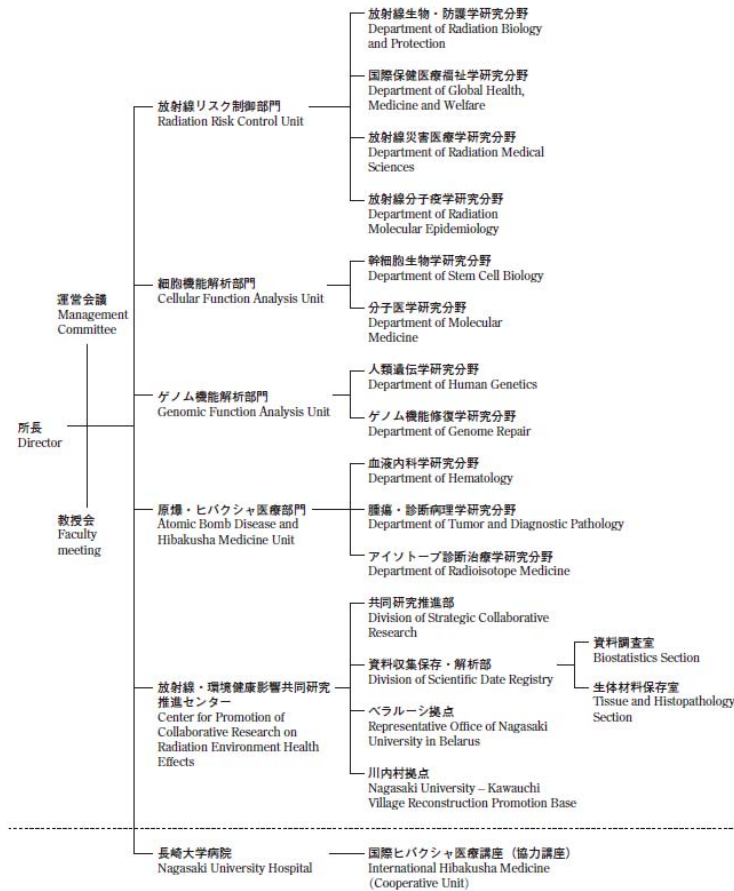 放射線生物・防護学研究分野
Department of Radiation Biology
and Protection
国際保健医療福祉学研究分野
Department of Global Health,
Medicine and Welfare
放射線リスク制御部門
Radiation Risk Control Unit
放射線災害医療学研究分野
Department of Radiation Medical
Sciences
放射線分子疫学研究分野
Department of Radiation
Molecular Epidemiology
幹細胞生物学研究分野
Department of Stem Cell Biology
細胞機能解析部門
Cellular Function Analysis Unit
分子医学研究分野
Department of Molecular
Medicine
運営会議
Management
Committee
人類遺伝学研究分野
Department of Human Genetics
ゲノム機能解析部門
Genomic Function Analysis Unit
ゲノム機能修復学研究分野
Department of Genome Repair
所長
Director
血液内科学研究分野
Department of Hematology
原爆・ヒバクシャ医療部門
Atomic Bomb Disease and
Hibakusha Medicine Unit
腫瘍・診断病理学研究分野
Department of Tumor and Diagnostic Pathology
教授会
Faculty
meeting
アイソトープ診断治療学研究分野
Department of Radioisotope Medicine
共同研究推進部
Division of Strategic Collaborative
Research
資料収集保存・解析部
Division of Scientific Date Registry
資料調査室
Biostatistics Section
生体材料保存室
Tissue and Histopathology
Section
放射線・環境健康影響共同研究
推進センター
Center for Promotion of
Collaborative Research on
Radiation Environment Health
Effects
ベラルーシ拠点
Representative Office of Nagasaki
University in Belarus
川内村拠点
Nagasaki University – Kawauchi
Village Reconstruction Promotion Base
長崎大学病院
Nagasaki University Hospital
国際ヒバクシャ医療講座（協力講座）
International Hibakusha Medicine
(Cooperative Unit)